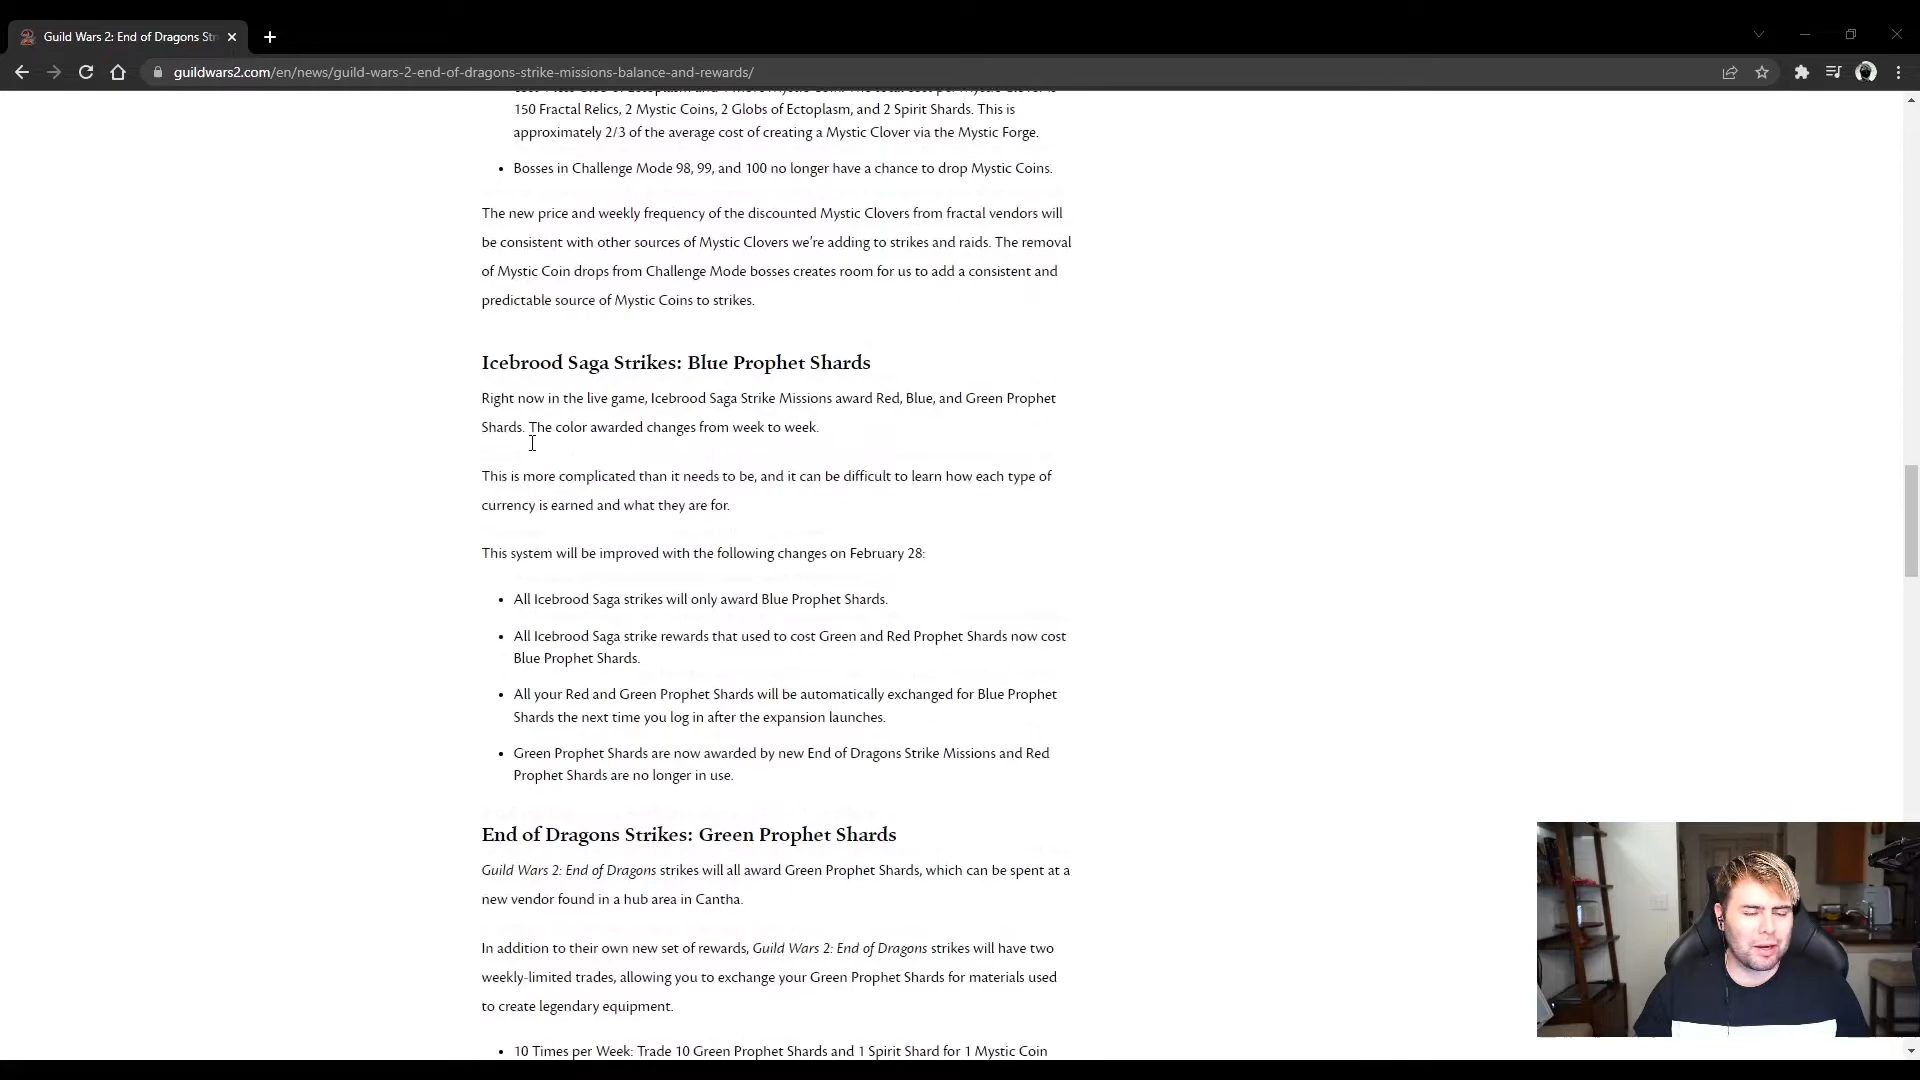 Guild Wars 2: End of Dragons Str
guildwars2.com/en/news/guild-wars-2-end-of-dragons-strike-missions-balance-and-rewards/
150 Fractal Relics, 2 Mystic Coins, 2 Globs of Ectoplasm, and 2 Spirit Shards. This is
approximately 2/3 of the average cost of creating a Mystic Clover via the Mystic Forge.
• Bosses in Challenge Mode 98, 99, and 100 no longer have a chance to drop Mystic Coins.
The new price and weekly frequency of the discounted Mystic Clovers from fractal vendors will
be consistent with other sources of Mystic Clovers we’re adding to strikes and raids. The removal
of Mystic Coin drops from Challenge Mode bosses creates room for us to add a consistent and
predictable source of Mystic Coins to strikes.
Icebrood Saga Strikes: Blue Prophet Shards
Right now in the live game, Icebrood Saga Strike Missions award Red, Blue, and Green Prophet
Shards. The color awarded changes from week to week.
This is more complicated than it needs to be, and it can be difficult to learn how each type of
currency is earned and what they are for.
This system will be improved with the following changes on February 28:
• All Icebrood Saga strikes will only award Blue Prophet Shards.
• All Icebrood Saga strike rewards that used to cost Green and Red Prophet Shards now cost
Blue Prophet Shards.
• All your Red and Green Prophet Shards will be automatically exchanged for Blue Prophet
Shards the next time you log in after the expansion launches.
• Green Prophet Shards are now awarded by new End of Dragons Strike Missions and Red
Prophet Shards are no longer in use.
End of Dragons Strikes: Green Prophet Shards
Guild Wars 2: End of Dragons strikes will all award Green Prophet Shards, which can be spent at a
new vendor found in a hub area in Cantha.
In addition to their own new set of rewards, Guild Wars 2: End of Dragons strikes will have two
weekly-limited trades, allowing you to exchange your Green Prophet Shards for materials used
to create legendary equipment.
• 10 Times per Week: Trade 10 Green Prophet Shards and 1 Spirit Shard for 1 Mystic Coin